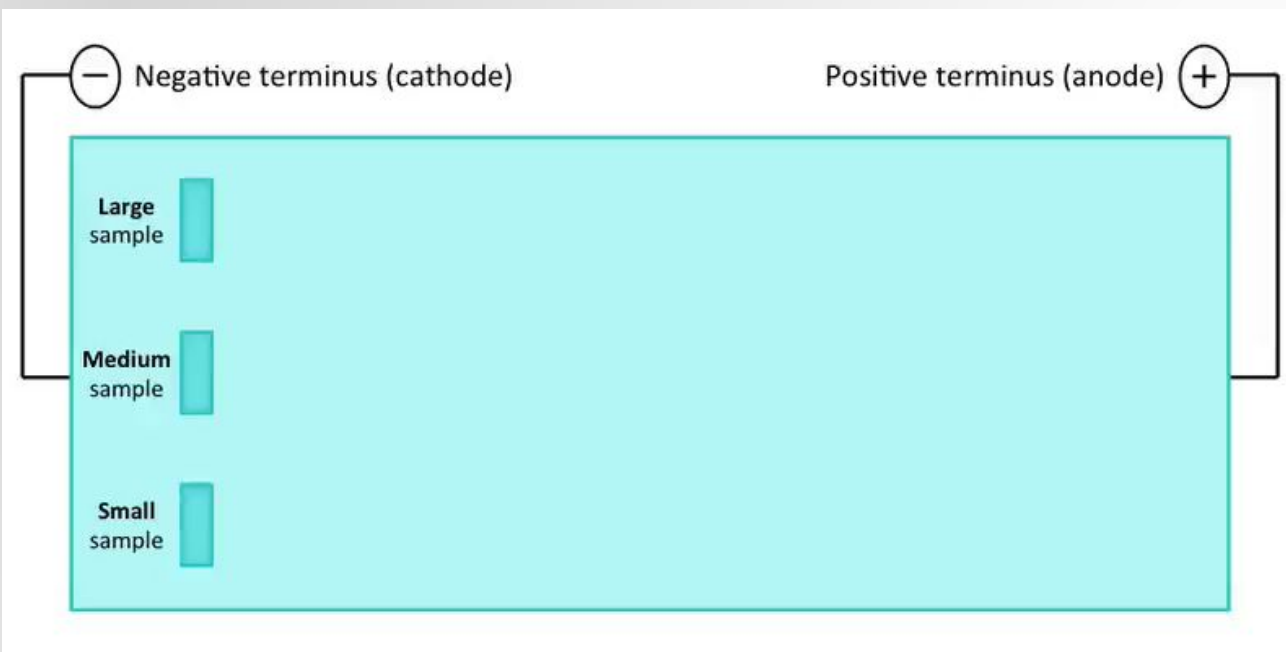 − Negative terminus (cathode)
Positive terminus (anode) +
Large
sample
Medium
sample
Small
sample